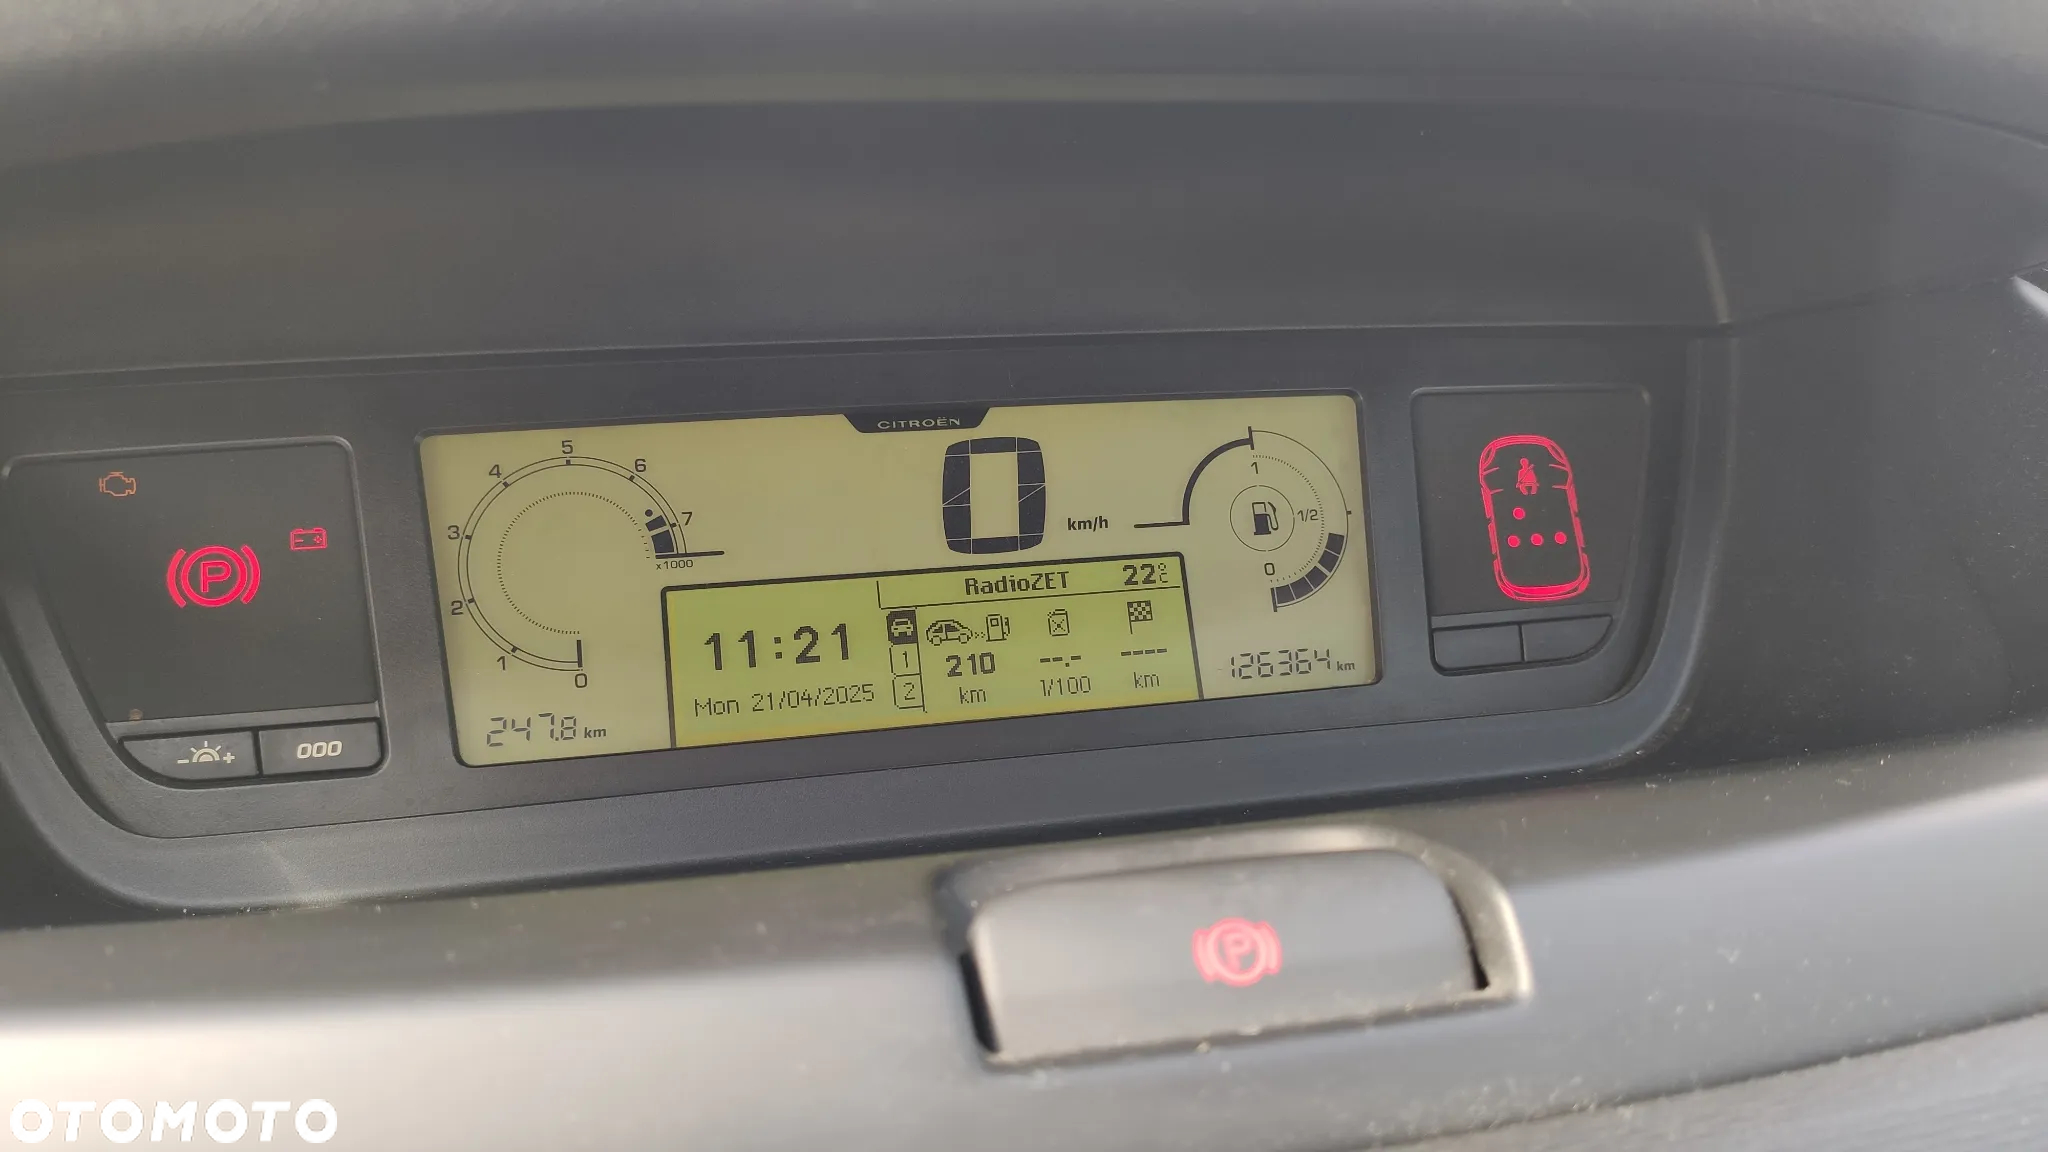 CITROËN
5
4
6
3
7
x1000
2
1
0
247.8 km
0 km/h
1
1/2
0
RadioZET 22°C
11:21
Mon 21/04/2025
1
2
210
km
--.-
1/100
----
km
126364 km
P
- +
000
P
OTOMOTO